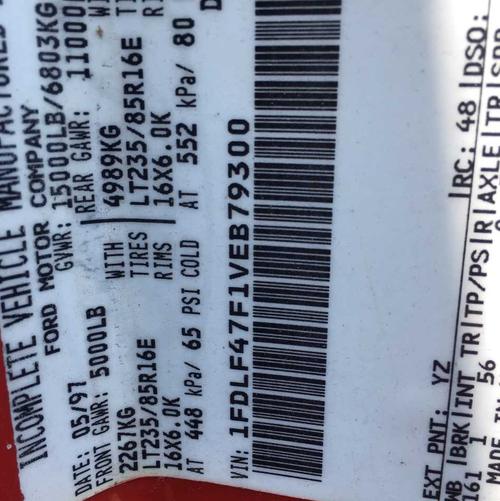 INCOMPLETE VEHICLE MANUFACTURED
FORD MOTOR COMPANY
DATE: 05/97 GVWR: 15000LB/6803KG
FRONT GAWR: 5000LB REAR GAWR: 11000
2267KG WITH 4989KG
LT235/85R16E TIRES LT235/85R16E
16X6.0K RIMS 16X6.0K
AT 448 kPa/ 65 PSI COLD AT 552 kPa/ 80
VIN: 1FDLF47F1VEB79300
EXT PNT: YZ RC: 48 DSO:
WB |BRK|INT TR|TP/PS|R|AXLE|TR|SPR
161 1
56